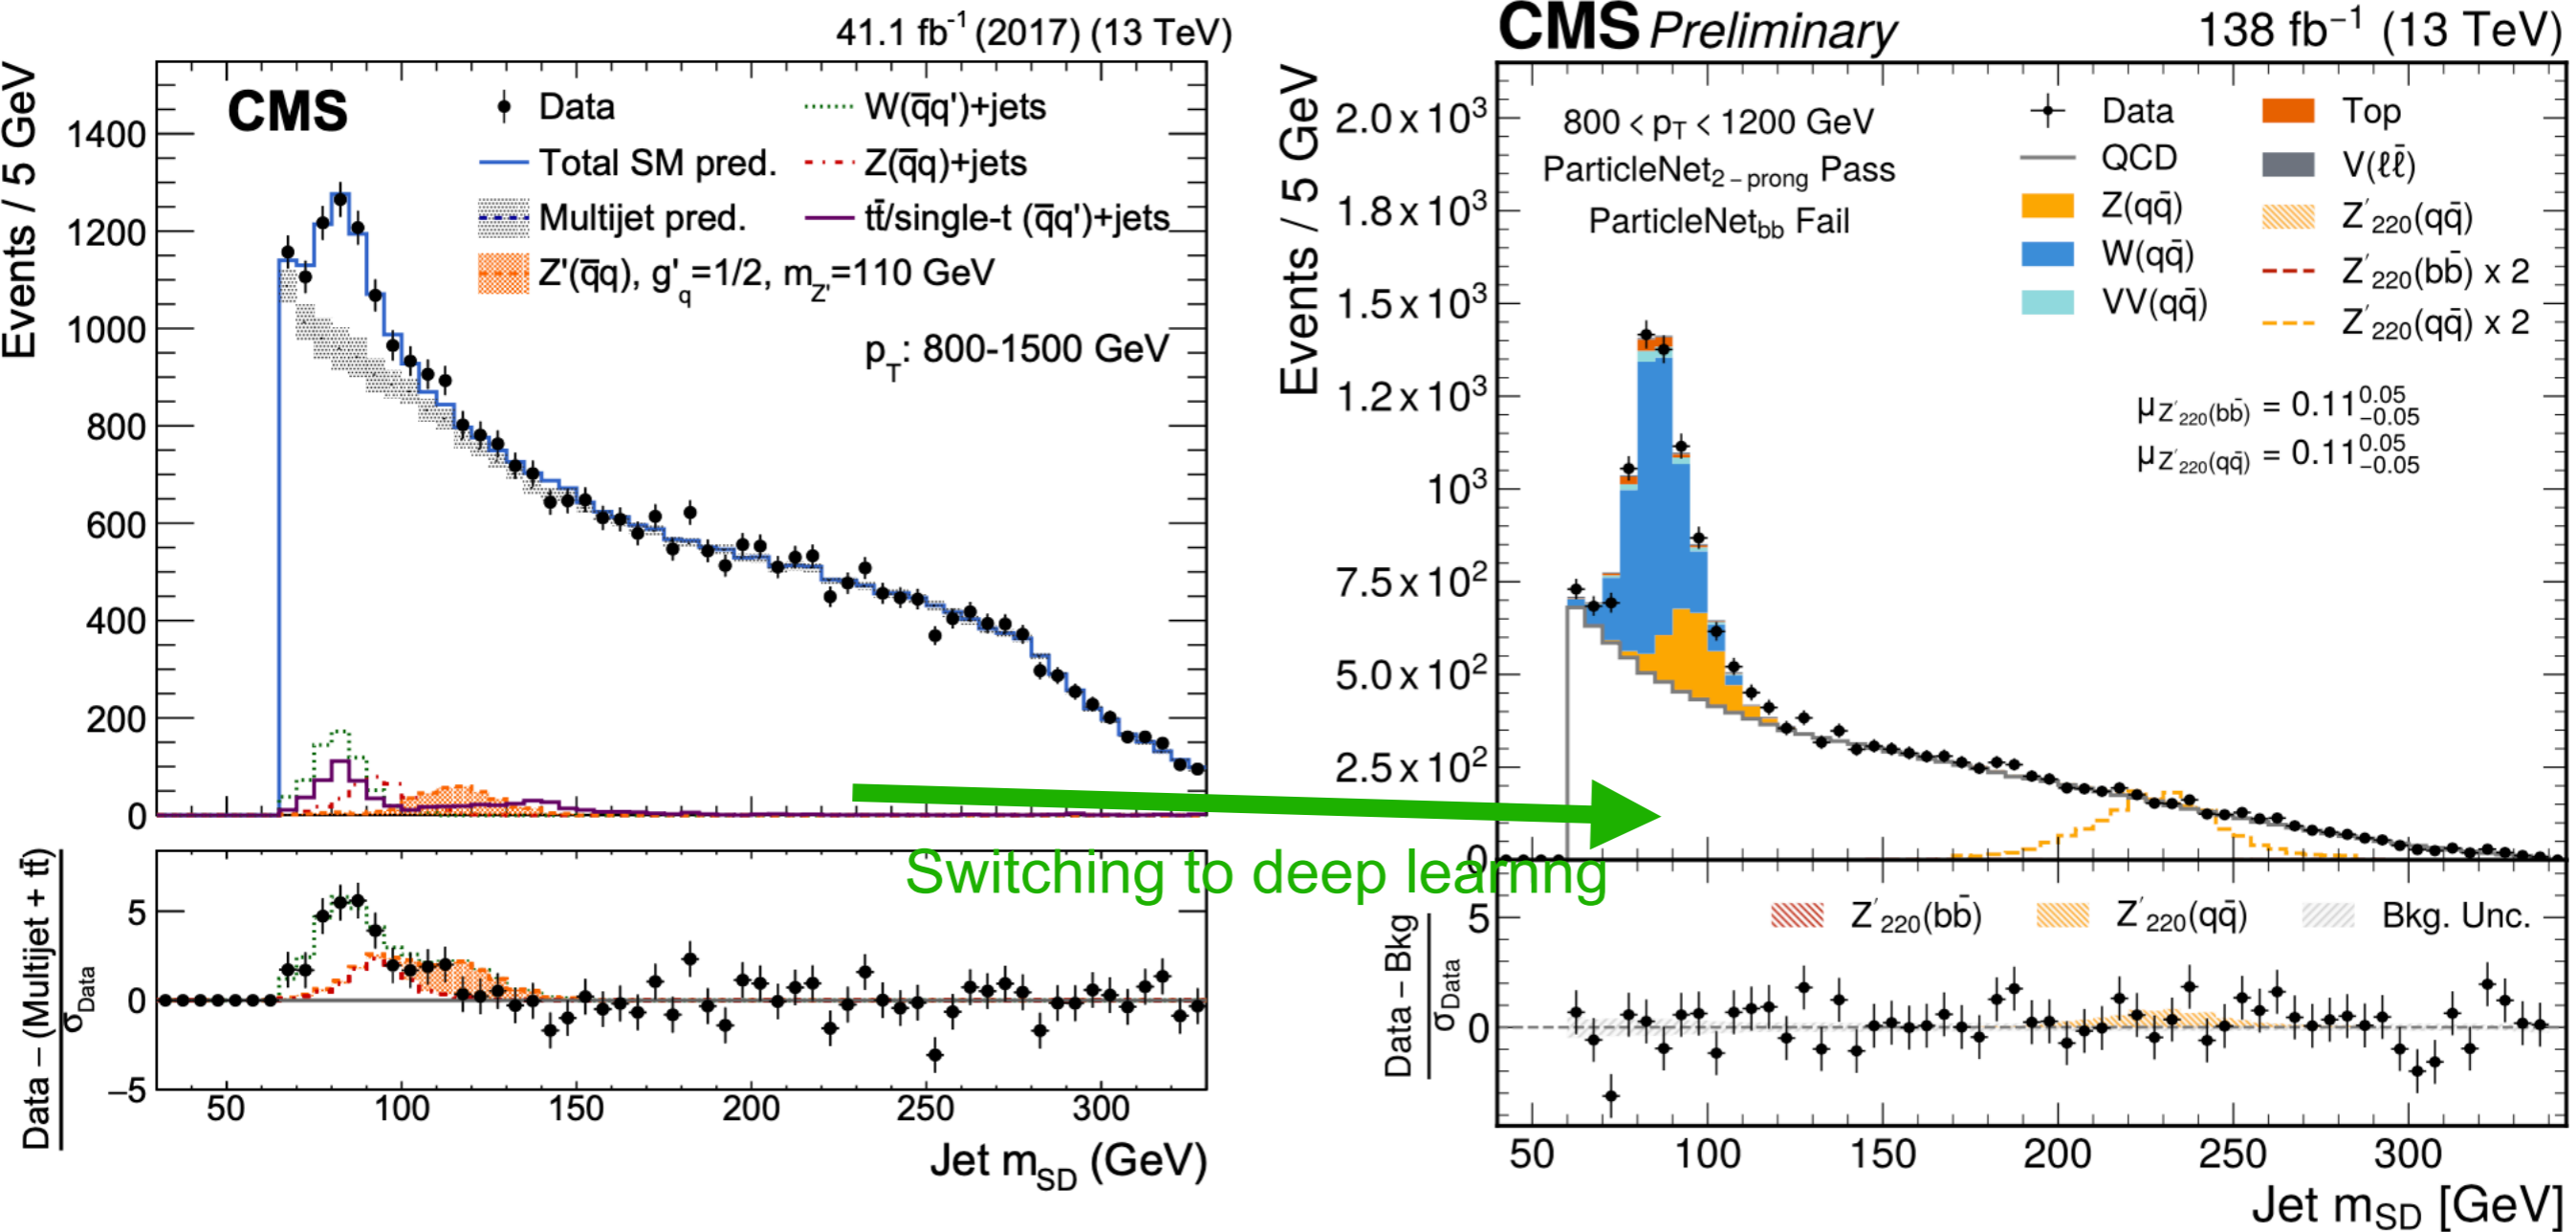 41.1 fb⁻¹ (2017) (13 TeV)
Events / 5 GeV
CMS
Data
Total SM pred.
Multijet pred.
Z'(q̅q), g'q=1/2, mZ'=110 GeV
W(q̅q')+jets
Z(q̅q)+jets
tt̅/single-t (q̅q')+jets
pT: 800-1500 GeV
1400
1200
1000
800
600
400
200
0
Data – (Multijet + tt̅)
σData
5
0
−5
50 100 150 200 250 300
Jet mSD (GeV)
Switching to deep learnng
CMS Preliminary 138 fb⁻¹ (13 TeV)
Events / 5 GeV
800 < pT < 1200 GeV
ParticleNet2−prong Pass
ParticleNetbb Fail
Data
QCD
Z(qq̄)
W(qq̄)
VV(qq̄)
Top
V(ℓℓ̄)
Z'220(qq̄)
Z'220(bb̄) x 2
Z'220(qq̄) x 2
μZ'220(bb̄) = 0.11 0.05 −0.05
μZ'220(qq̄) = 0.11 0.05 −0.05
2.0 x 10³
1.8 x 10³
1.5 x 10³
1.2 x 10³
10³
7.5 x 10²
5.0 x 10²
2.5 x 10²
0
Z'220(bb̄) Z'220(qq̄) Bkg. Unc.
Data − Bkg
σData
5
0
50 100 150 200 250 300
Jet mSD [GeV]